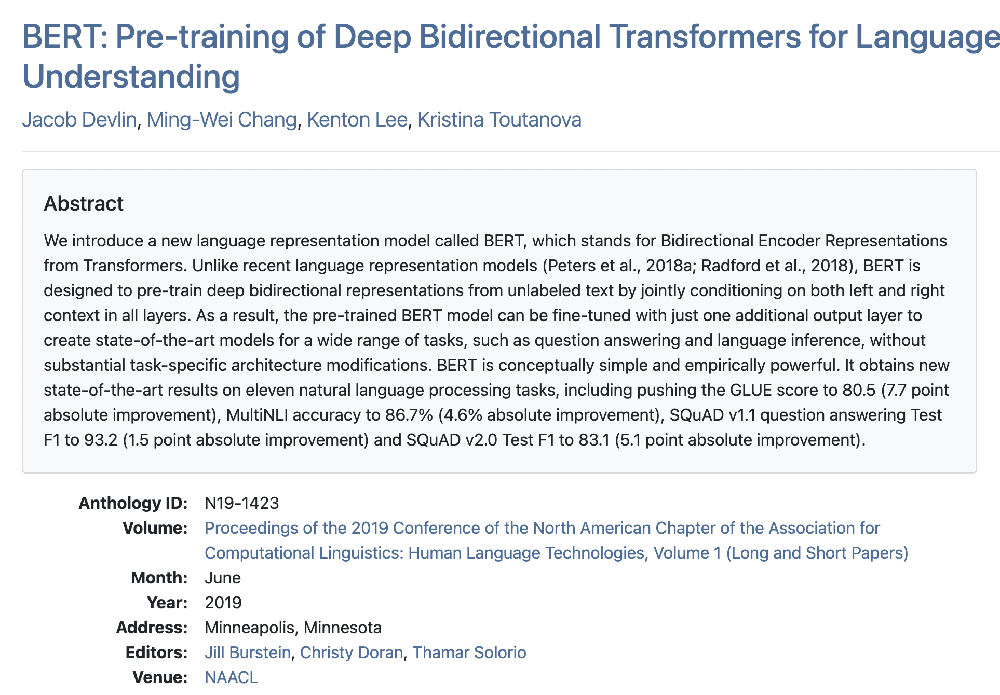 BERT: Pre-training of Deep Bidirectional Transformers for Language
Understanding
Jacob Devlin, Ming-Wei Chang, Kenton Lee, Kristina Toutanova
Abstract
We introduce a new language representation model called BERT, which stands for Bidirectional Encoder Representations
from Transformers. Unlike recent language representation models (Peters et al., 2018a; Radford et al., 2018), BERT is
designed to pre-train deep bidirectional representations from unlabeled text by jointly conditioning on both left and right
context in all layers. As a result, the pre-trained BERT model can be fine-tuned with just one additional output layer to
create state-of-the-art models for a wide range of tasks, such as question answering and language inference, without
substantial task-specific architecture modifications. BERT is conceptually simple and empirically powerful. It obtains new
state-of-the-art results on eleven natural language processing tasks, including pushing the GLUE score to 80.5 (7.7 point
absolute improvement), MultiNLI accuracy to 86.7% (4.6% absolute improvement), SQuAD v1.1 question answering Test
F1 to 93.2 (1.5 point absolute improvement) and SQuAD v2.0 Test F1 to 83.1 (5.1 point absolute improvement).
Anthology ID: N19-1423
Volume: Proceedings of the 2019 Conference of the North American Chapter of the Association for
Computational Linguistics: Human Language Technologies, Volume 1 (Long and Short Papers)
Month: June
Year: 2019
Address: Minneapolis, Minnesota
Editors: Jill Burstein, Christy Doran, Thamar Solorio
Venue: NAACL